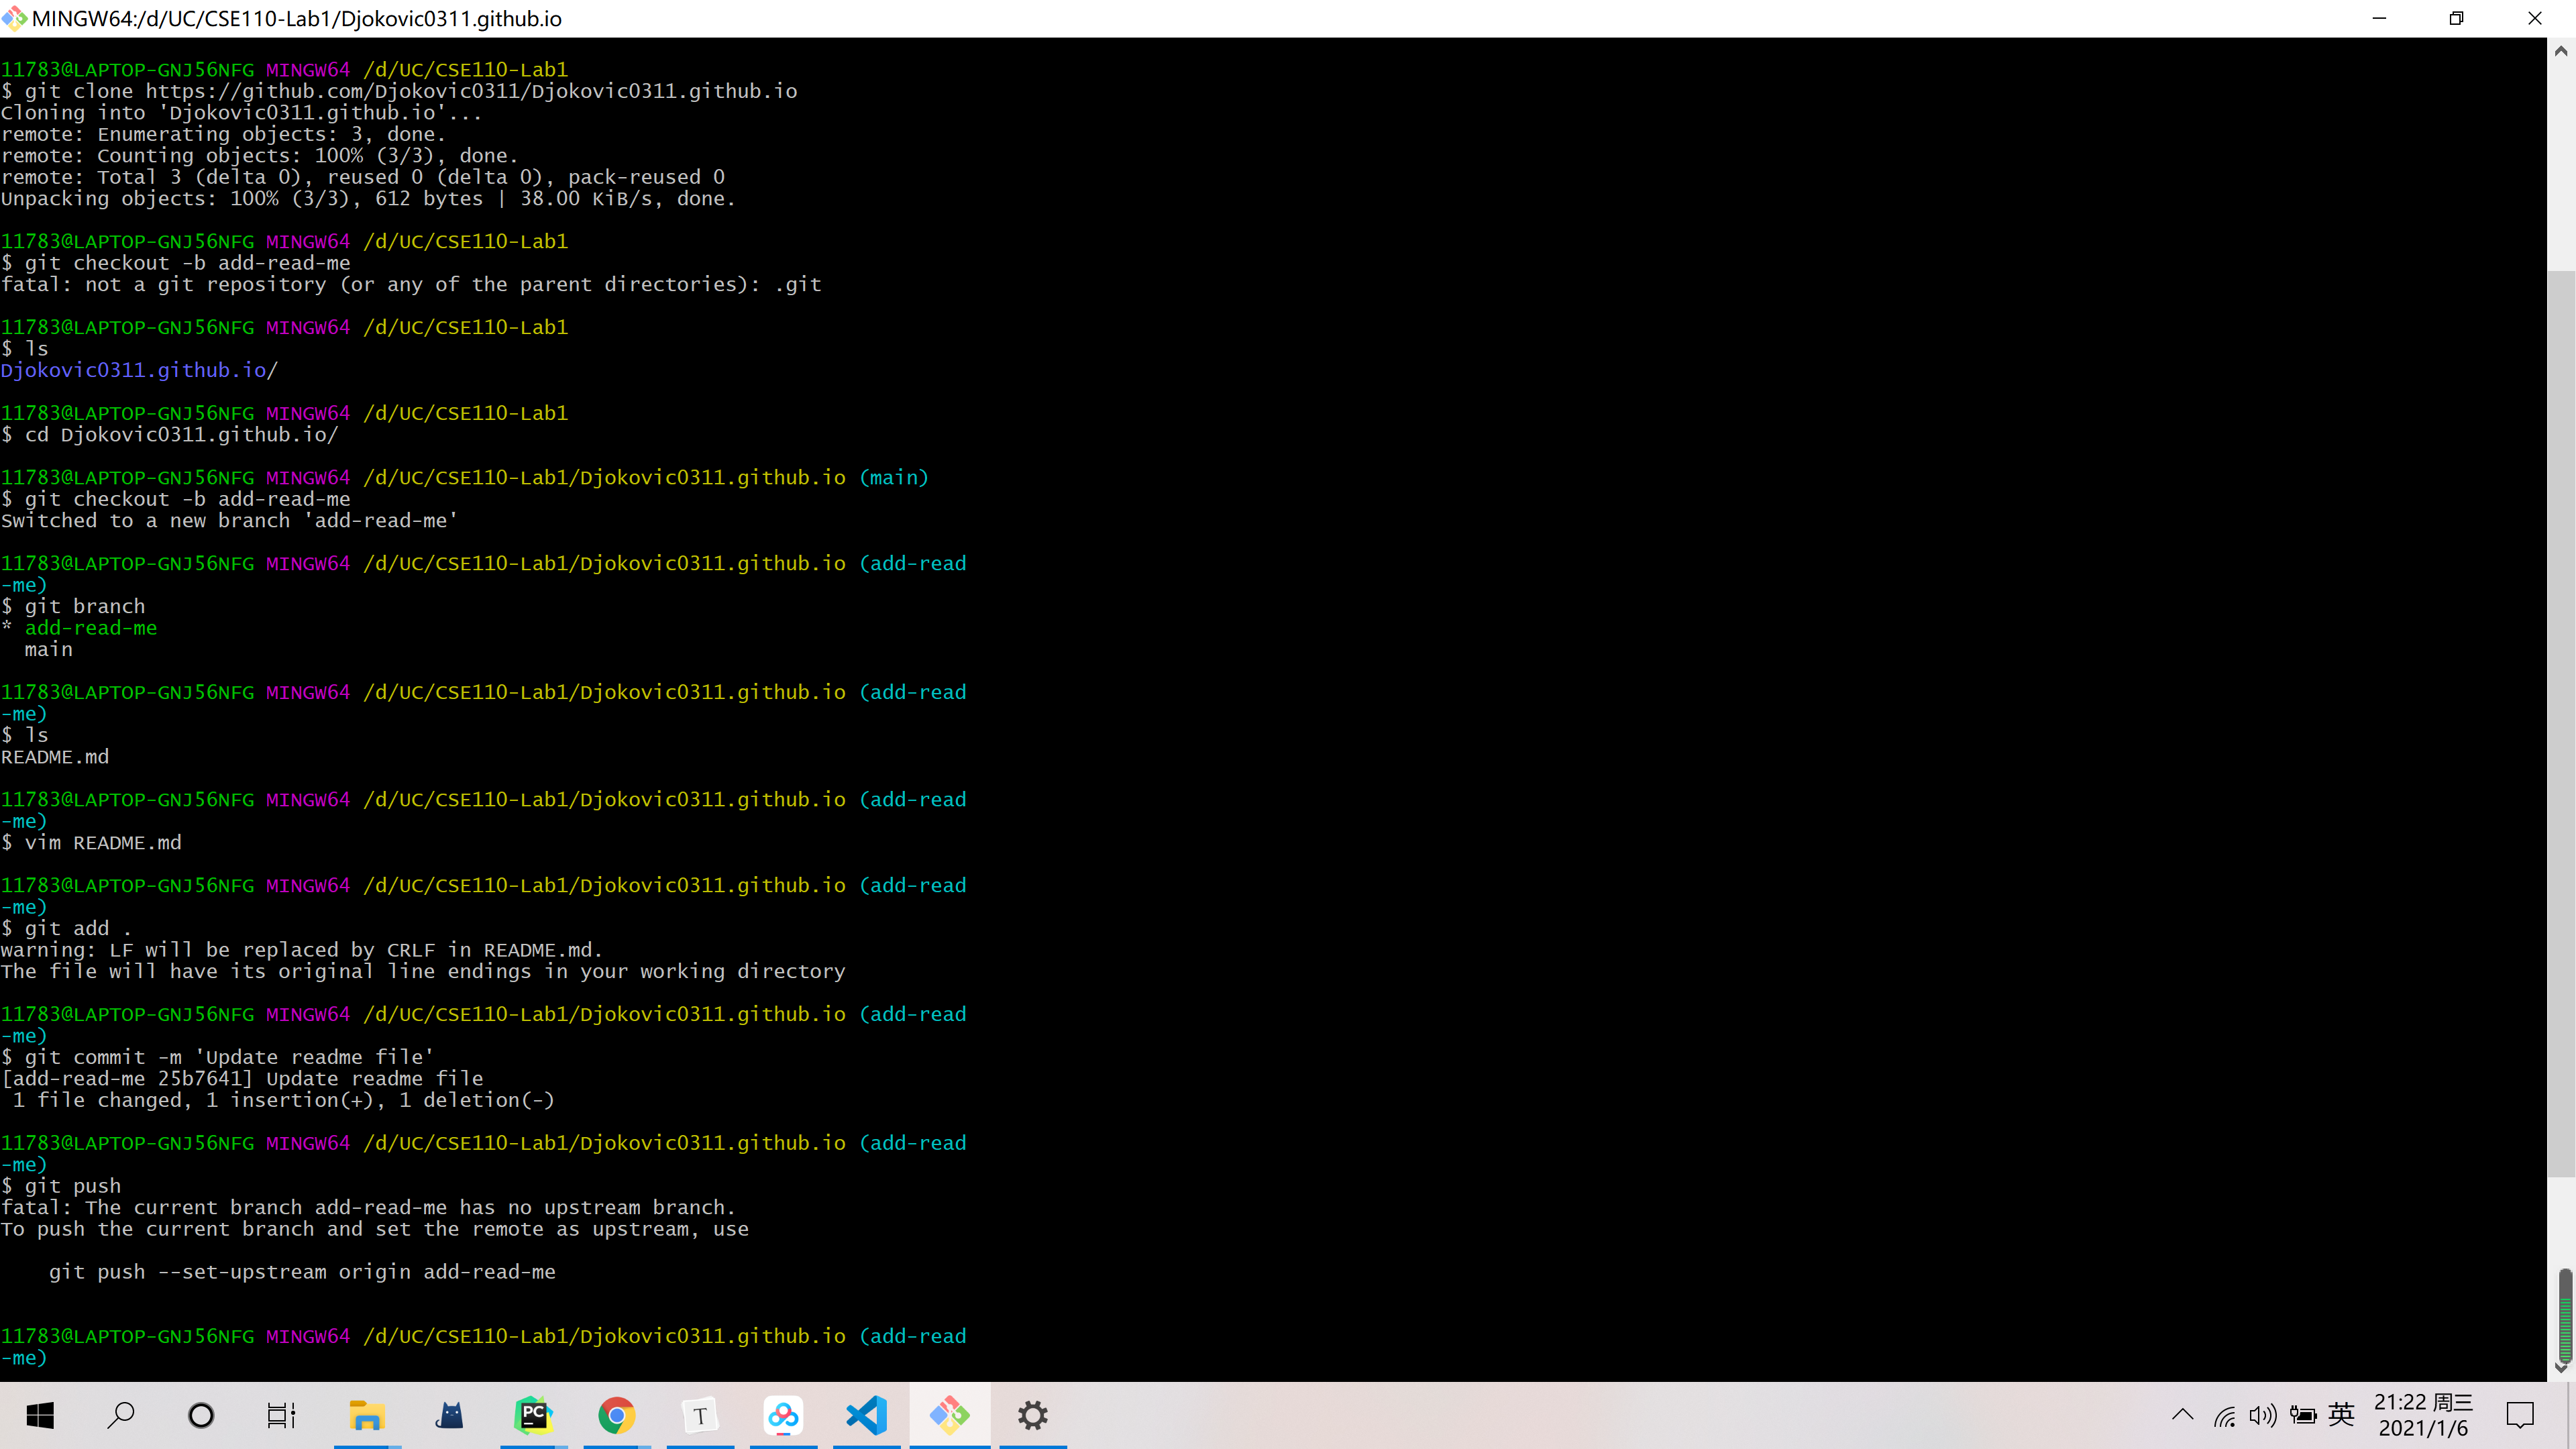 MINGW64:/d/UC/CSE110-Lab1/Djokovic0311.github.io
11783@LAPTOP-GNJ56NFG MINGW64 /d/UC/CSE110-Lab1
$ git clone https://github.com/Djokovic0311/Djokovic0311.github.io
Cloning into 'Djokovic0311.github.io'...
remote: Enumerating objects: 3, done.
remote: Counting objects: 100% (3/3), done.
remote: Total 3 (delta 0), reused 0 (delta 0), pack-reused 0
Unpacking objects: 100% (3/3), 612 bytes | 38.00 KiB/s, done.
11783@LAPTOP-GNJ56NFG MINGW64 /d/UC/CSE110-Lab1
$ git checkout -b add-read-me
fatal: not a git repository (or any of the parent directories): .git
11783@LAPTOP-GNJ56NFG MINGW64 /d/UC/CSE110-Lab1
$ ls
Djokovic0311.github.io/
11783@LAPTOP-GNJ56NFG MINGW64 /d/UC/CSE110-Lab1
$ cd Djokovic0311.github.io/
11783@LAPTOP-GNJ56NFG MINGW64 /d/UC/CSE110-Lab1/Djokovic0311.github.io (main)
$ git checkout -b add-read-me
Switched to a new branch 'add-read-me'
11783@LAPTOP-GNJ56NFG MINGW64 /d/UC/CSE110-Lab1/Djokovic0311.github.io (add-read
-me)
$ git branch
* add-read-me
main
11783@LAPTOP-GNJ56NFG MINGW64 /d/UC/CSE110-Lab1/Djokovic0311.github.io (add-read
-me)
$ ls
README.md
11783@LAPTOP-GNJ56NFG MINGW64 /d/UC/CSE110-Lab1/Djokovic0311.github.io (add-read
-me)
$ vim README.md
11783@LAPTOP-GNJ56NFG MINGW64 /d/UC/CSE110-Lab1/Djokovic0311.github.io (add-read
-me)
$ git add .
warning: LF will be replaced by CRLF in README.md.
The file will have its original line endings in your working directory
11783@LAPTOP-GNJ56NFG MINGW64 /d/UC/CSE110-Lab1/Djokovic0311.github.io (add-read
-me)
$ git commit -m 'Update readme file'
[add-read-me 25b7641] Update readme file
1 file changed, 1 insertion(+), 1 deletion(-)
11783@LAPTOP-GNJ56NFG MINGW64 /d/UC/CSE110-Lab1/Djokovic0311.github.io (add-read
-me)
$ git push
fatal: The current branch add-read-me has no upstream branch.
To push the current branch and set the remote as upstream, use
git push --set-upstream origin add-read-me
11783@LAPTOP-GNJ56NFG MINGW64 /d/UC/CSE110-Lab1/Djokovic0311.github.io (add-read
-me)
PC
T
英
21:22 周三
2021/1/6